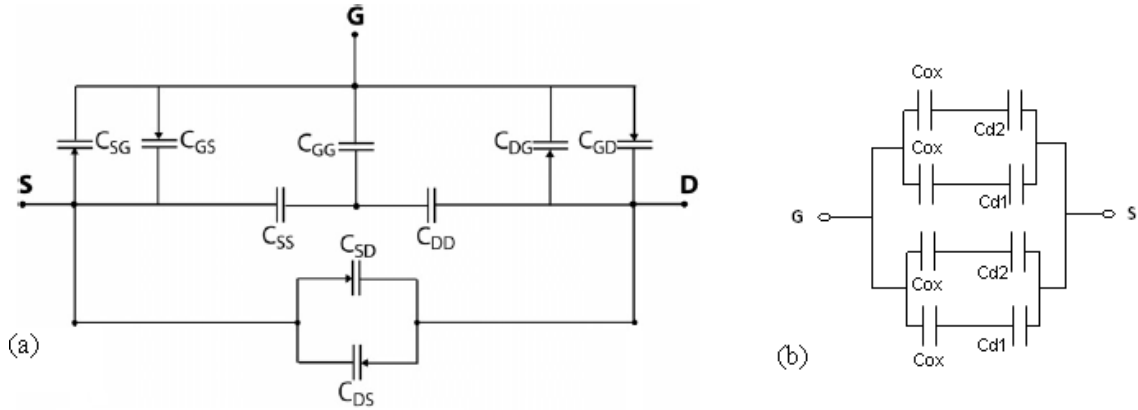 G
C_SG
C_GS
C_GG
C_DG
C_GD
S
D
C_SS
C_DD
C_SD
C_DS
(a)
Cox
Cd2
Cox
Cd1
G
S
Cox
Cd2
Cox
Cd1
(b)